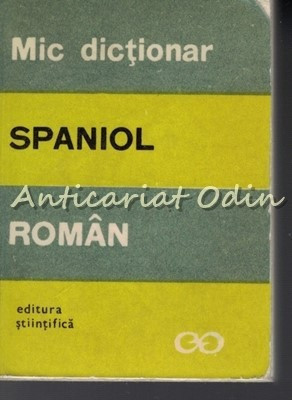 Mic dicţionar
SPANIOL
Anticariat Odin
ROMÂN
editura
ştiinţifică